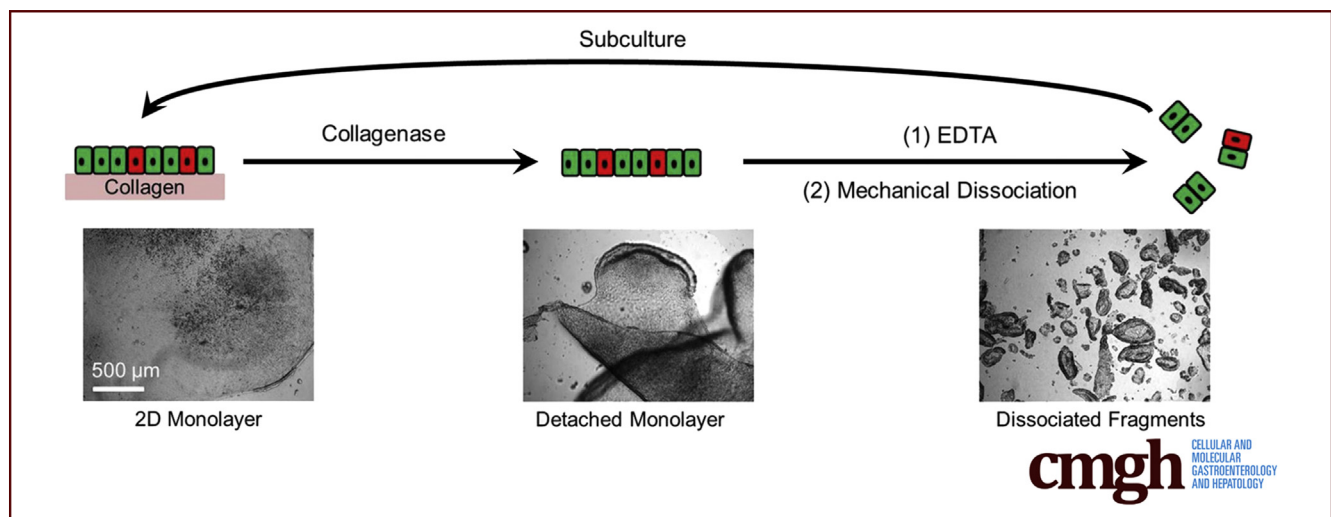 Subculture
Collagenase
(1) EDTA
(2) Mechanical Dissociation
Collagen
500 µm
2D Monolayer
Detached Monolayer
Dissociated Fragments
cmgh
CELLULAR AND
MOLECULAR
GASTROENTEROLOGY
AND HEPATOLOGY